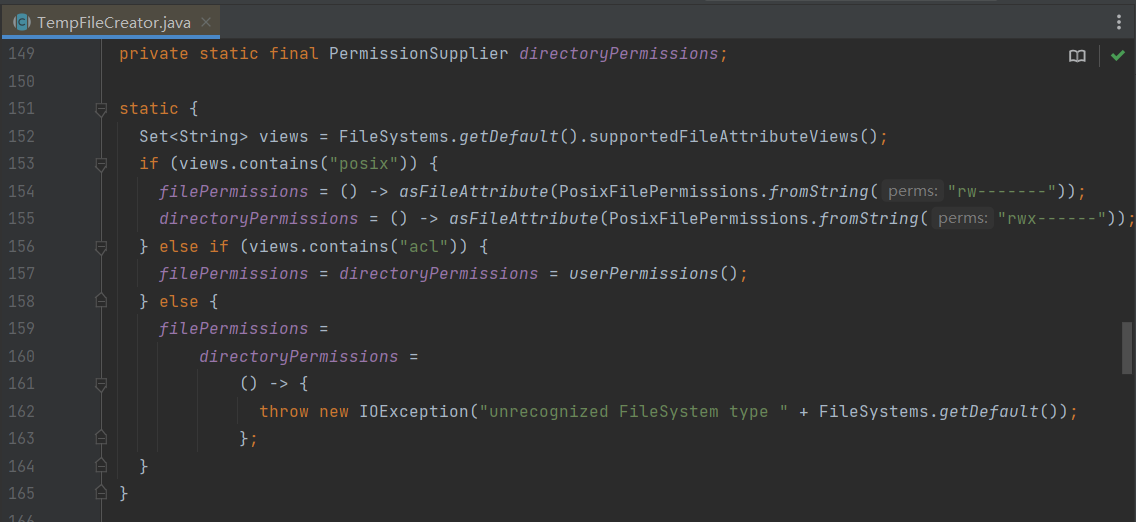 TempFileCreator.java
149 private static final PermissionSupplier directoryPermissions;
150
151 static {
152 Set<String> views = FileSystems.getDefault().supportedFileAttributeViews();
153 if (views.contains("posix")) {
154 filePermissions = () -> asFileAttribute(PosixFilePermissions.fromString( perms: "rw-------"));
155 directoryPermissions = () -> asFileAttribute(PosixFilePermissions.fromString( perms: "rwx------"));
156 } else if (views.contains("acl")) {
157 filePermissions = directoryPermissions = userPermissions();
158 } else {
159 filePermissions =
160 directoryPermissions =
161 () -> {
162 throw new IOException("unrecognized FileSystem type " + FileSystems.getDefault());
163 };
164 }
165 }